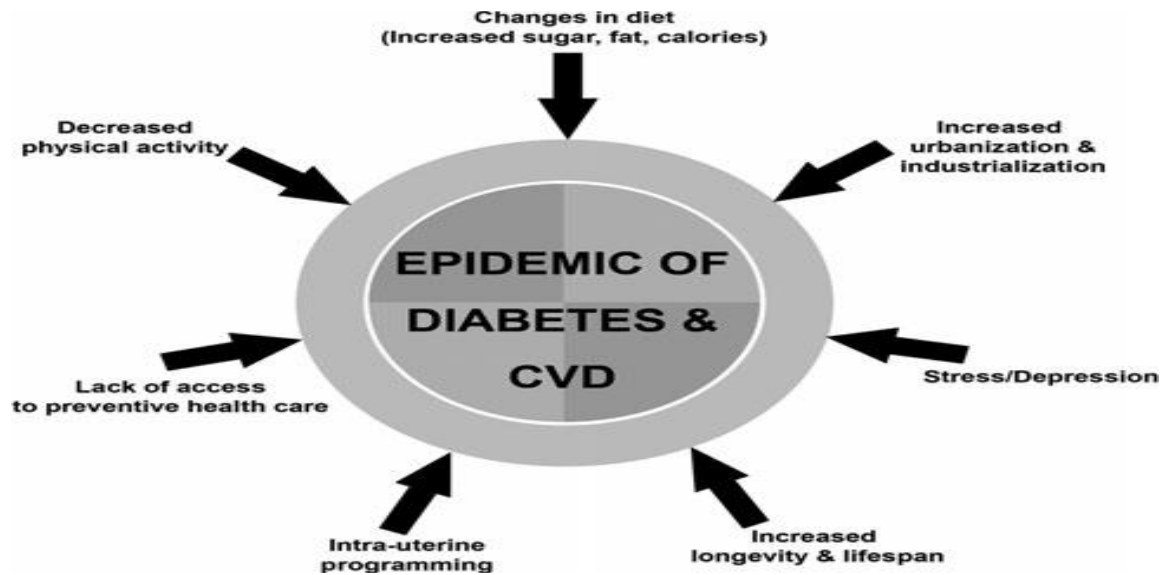 Changes in diet
(Increased sugar, fat, calories)
Decreased
physical activity
Increased
urbanization &
industrialization
EPIDEMIC OF
DIABETES &
CVD
Lack of access
to preventive health care
Stress/Depression
Intra-uterine
programming
Increased
longevity & lifespan